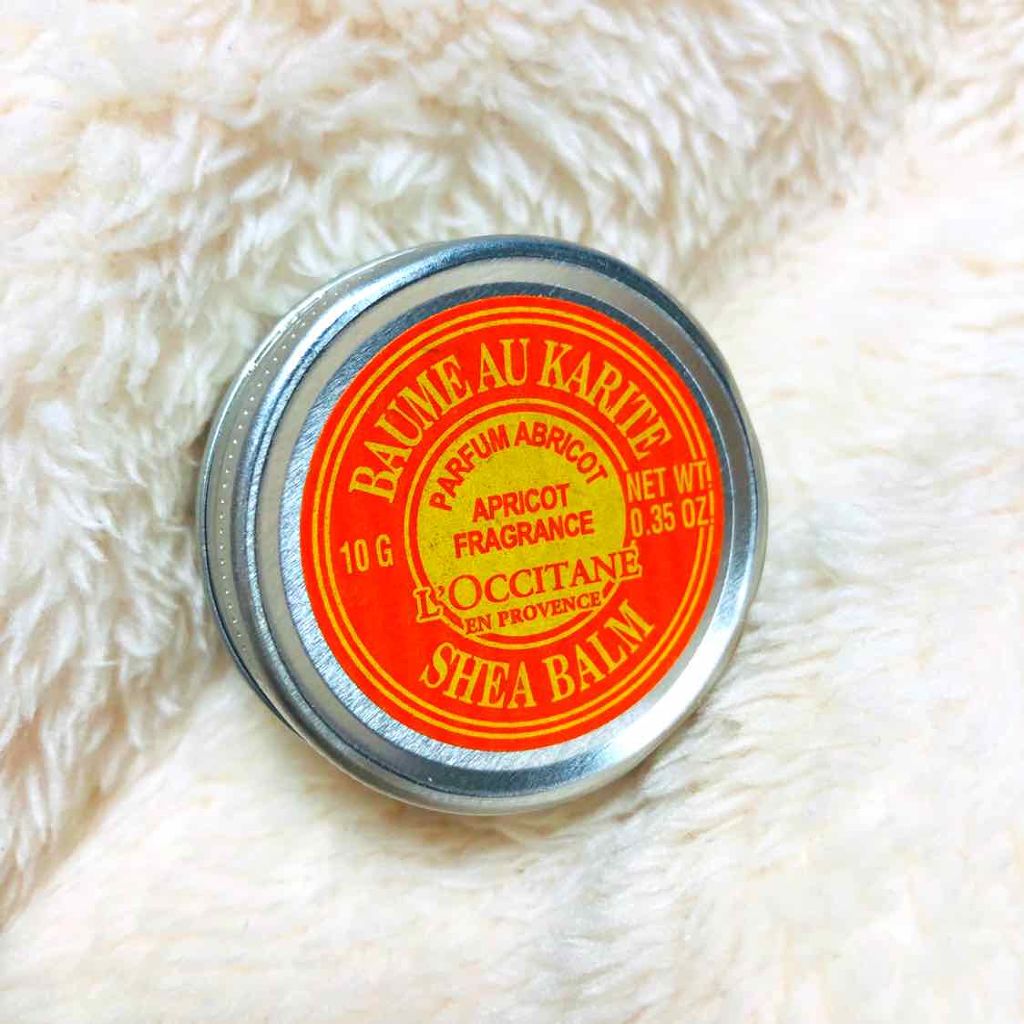 BAUME AU KARITE
PARFUM ABRICOT
APRICOT
FRAGRANCE
10 G
NET WT.
0.35 OZ.
L'OCCITANE
EN PROVENCE
SHEA BALM